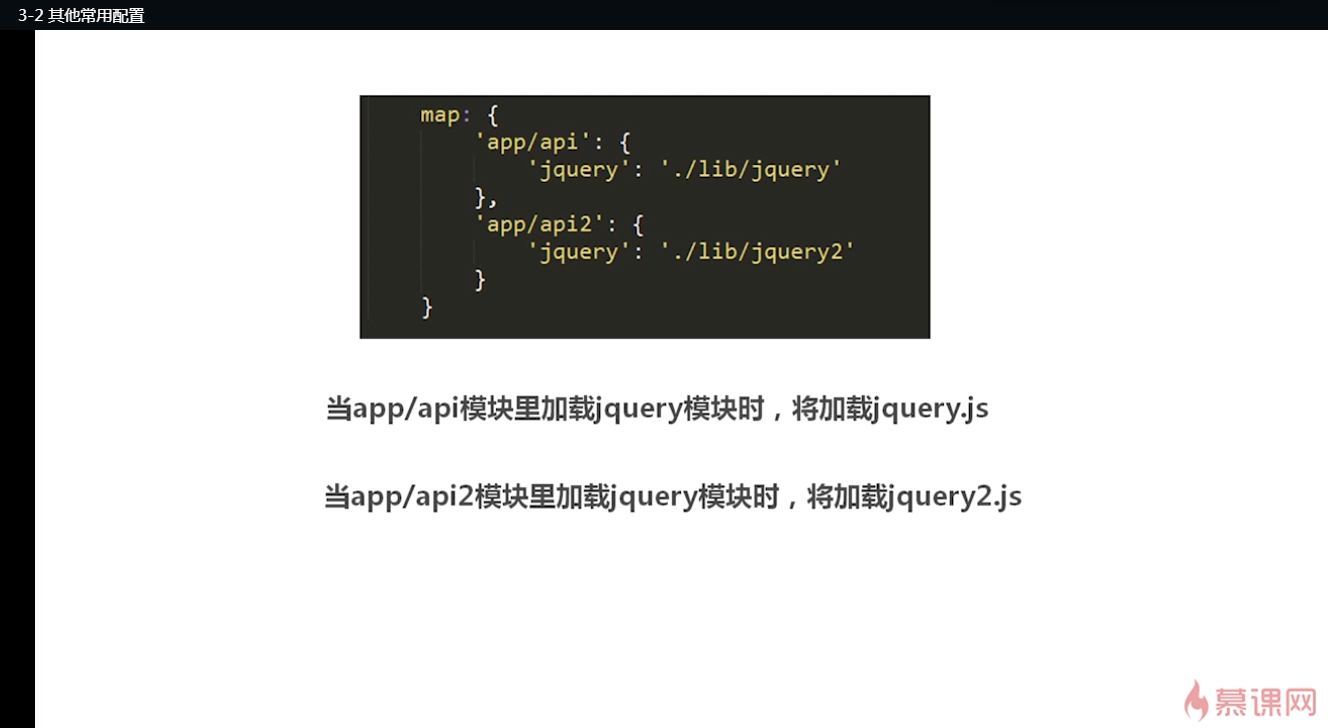 3-2 其他常用配置
map: {
'app/api': {
'jquery': './lib/jquery'
},
'app/api2': {
'jquery': './lib/jquery2'
}
}
当app/api模块里加载jquery模块时，将加载jquery.js
当app/api2模块里加载jquery模块时，将加载jquery2.js
慕课网